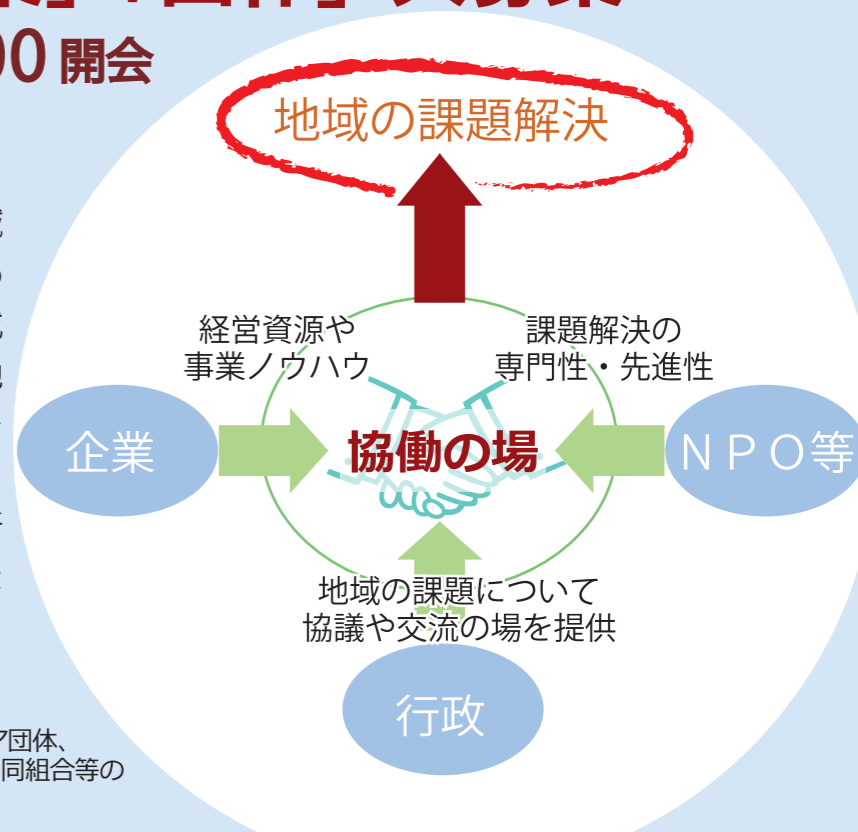 開会
地域の課題解決
経営資源や
事業ノウハウ
課題解決の
専門性・先進性
企業
協働の場
ＮＰＯ等
地域の課題について
協議や交流の場を提供
行政
団体、
同組合等の